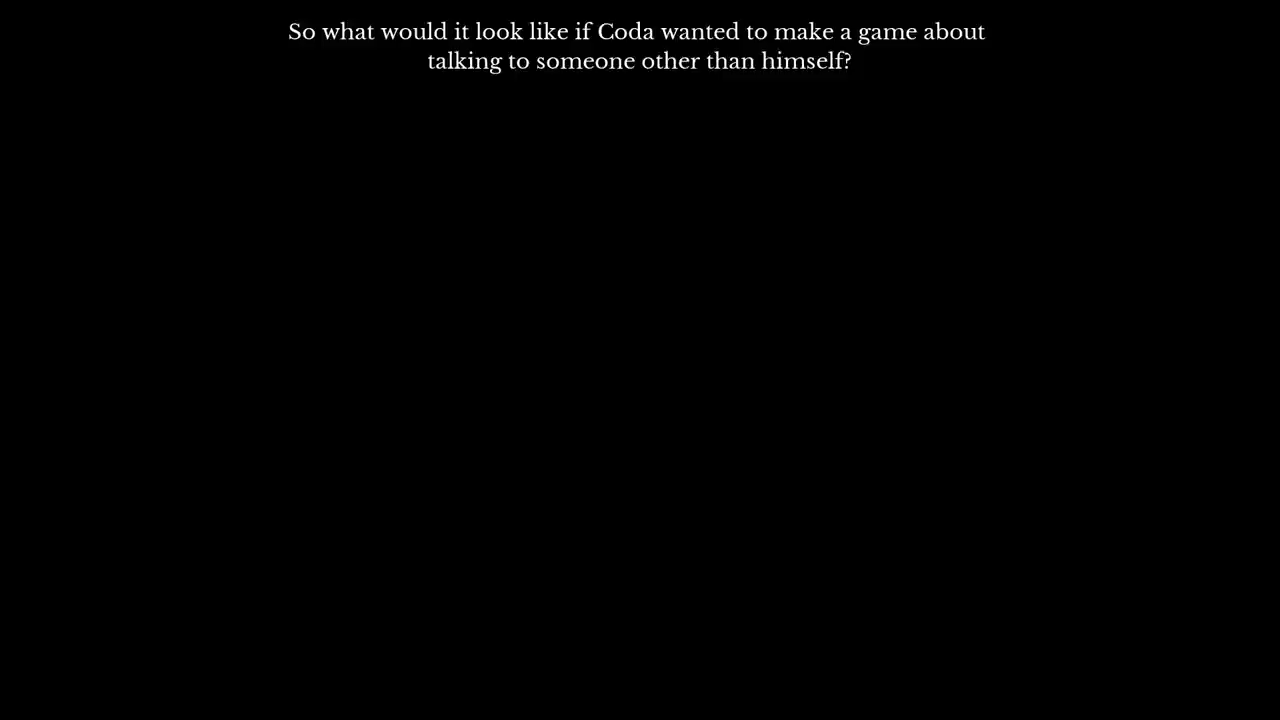 So what would it look like if Coda wanted to make a game about
talking to someone other than himself?